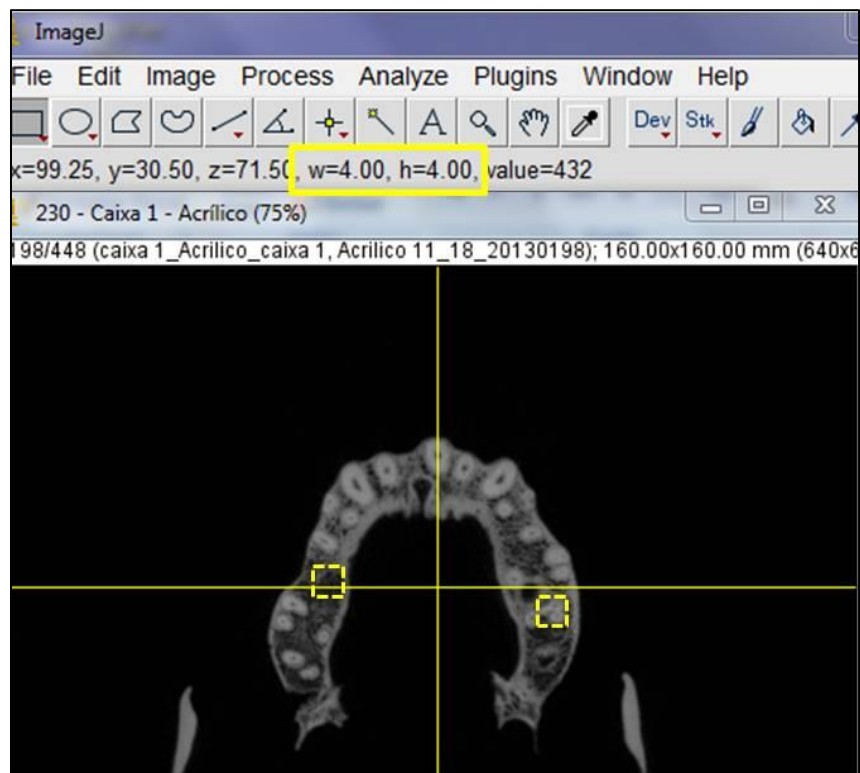 ImageJ
File Edit Image Process Analyze Plugins Window Help
A Dev Stk
x=99.25, y=30.50, z=71.50, w=4.00, h=4.00, value=432
230 - Caixa 1 - Acrílico (75%)
198/448 (caixa 1_Acrilico_caixa 1, Acrilico 11_18_20130198); 160.00x160.00 mm (640x6